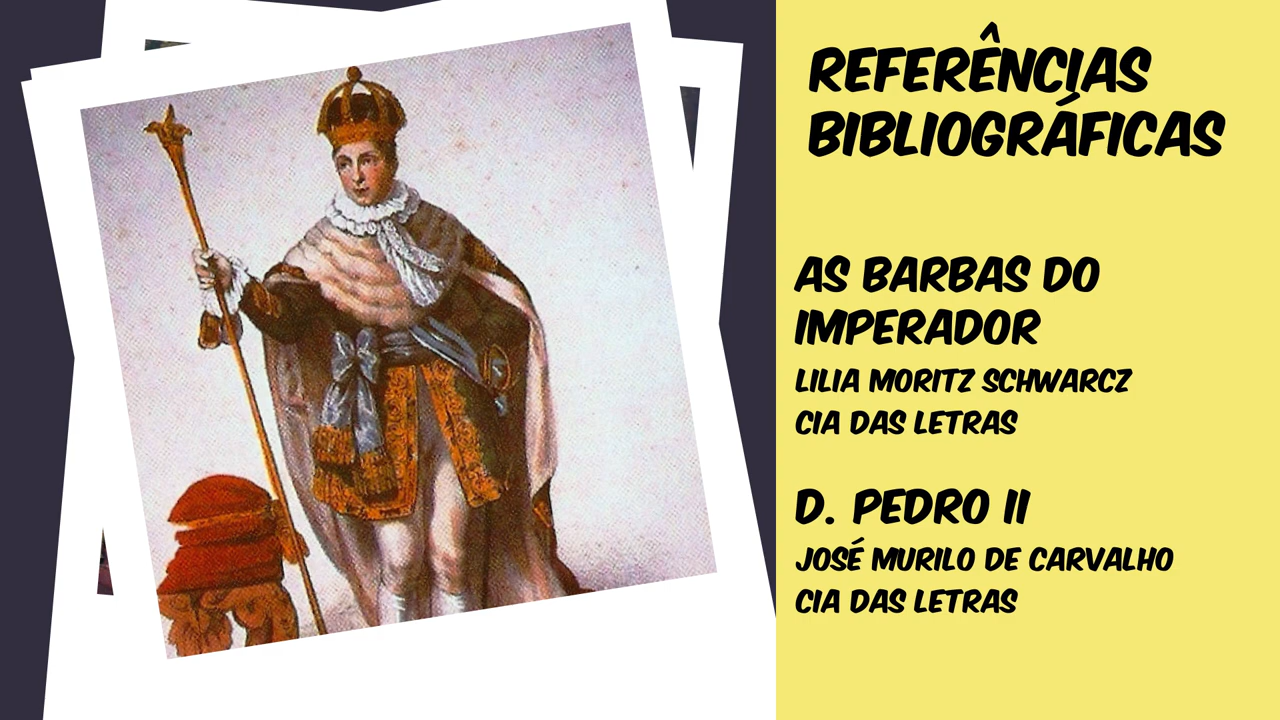 REFERÊNCIAS
BIBLIOGRÁFICAS
AS BARBAS DO
IMPERADOR
LILIA MORITZ SCHWARCZ
CIA DAS LETRAS
D. PEDRO II
JOSÉ MURILO DE CARVALHO
CIA DAS LETRAS